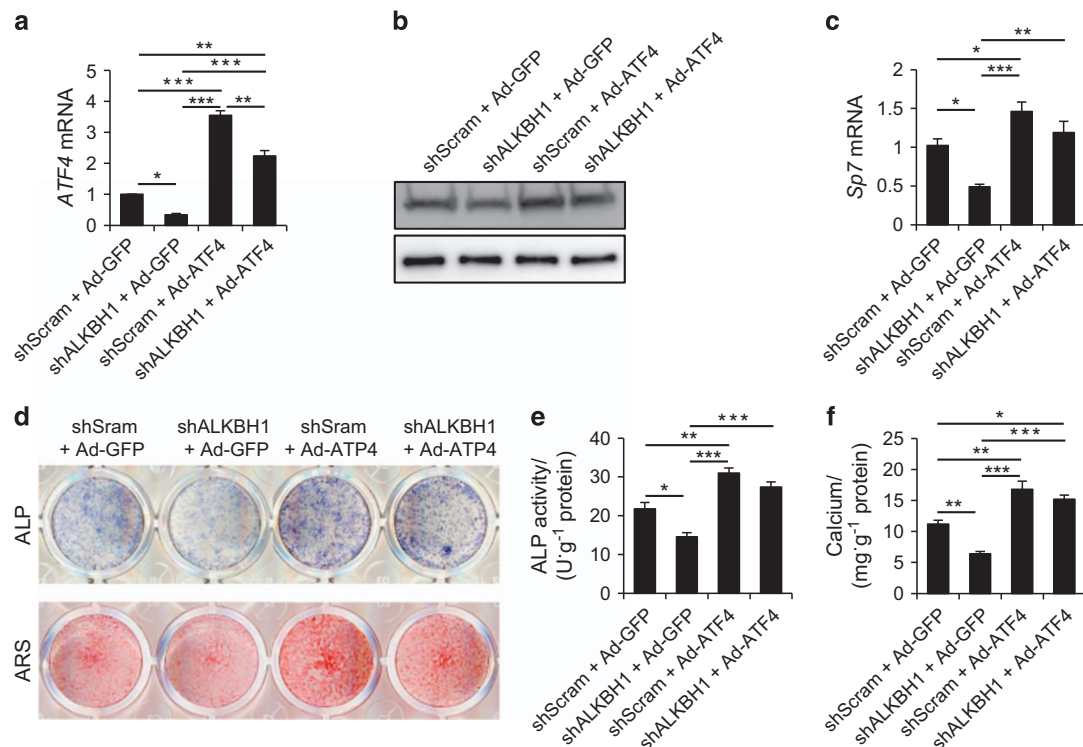 a
** 
***
***
*** **
*
ATF4 mRNA
5
4
3
2
1
0
shScram + Ad-GFP
shALKBH1 + Ad-GFP
shScram + Ad-ATF4
shALKBH1 + Ad-ATF4
b
shScram + Ad-GFP
shALKBH1 + Ad-GFP
shScram + Ad-ATF4
shALKBH1 + Ad-ATF4
c
**
*
***
*
Sp7 mRNA
2
1.5
1
0.5
0
shScram + Ad-GFP
shALKBH1 + Ad-GFP
shScram + Ad-ATF4
shALKBH1 + Ad-ATF4
d
shSram
+ Ad-GFP
shALKBH1
+ Ad-GFP
shSram
+ Ad-ATP4
shALKBH1
+ Ad-ATP4
ALP
ARS
e
***
**
***
*
ALP activity/
(U·g⁻¹ protein)
40
30
20
10
0
shScram + Ad-GFP
shALKBH1 + Ad-GFP
shScram + Ad-ATF4
shALKBH1 + Ad-ATF4
f
*
***
**
***
**
Calcium/
(mg·g⁻¹ protein)
25
20
15
10
5
0
shScram + Ad-GFP
shALKBH1 + Ad-GFP
shScram + Ad-ATF4
shALKBH1 + Ad-ATF4